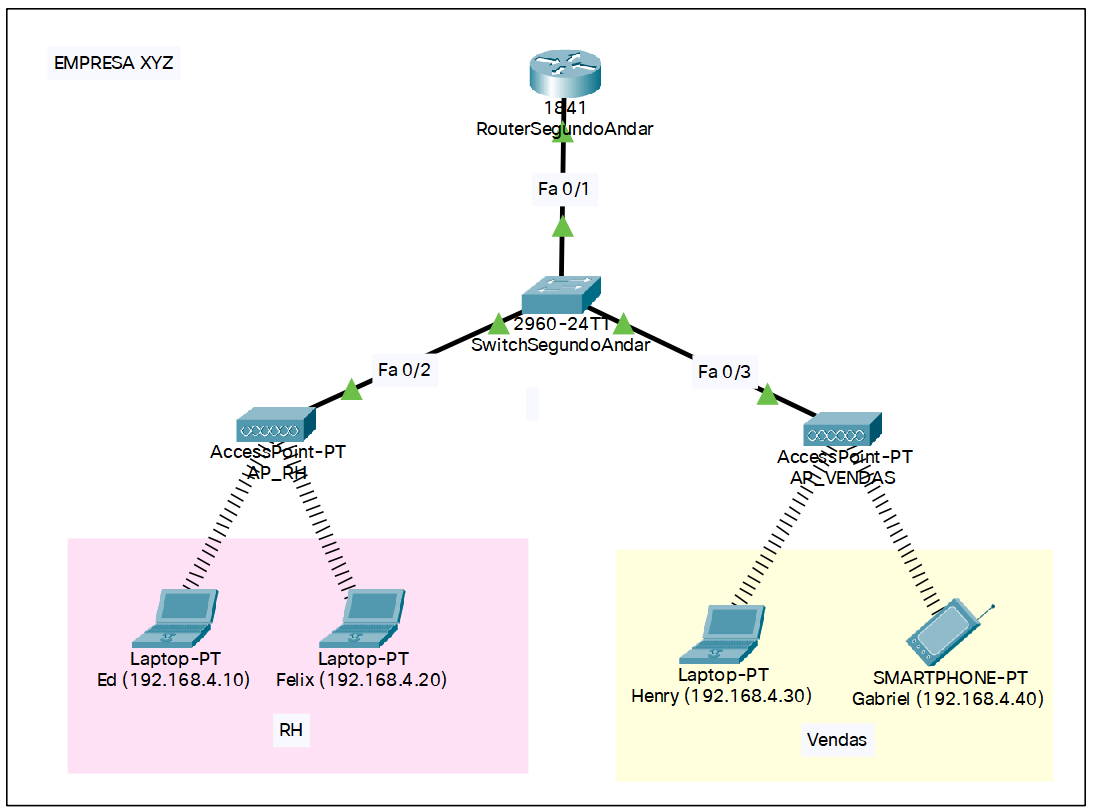 EMPRESA XYZ
1841
RouterSegundoAndar
Fa 0/1
2960-24TT
SwitchSegundoAndar
Fa 0/2
Fa 0/3
AccessPoint-PT
AP_RH
AccessPoint-PT
AP_VENDAS
Laptop-PT
Ed (192.168.4.10)
Laptop-PT
Felix (192.168.4.20)
RH
Laptop-PT
Henry (192.168.4.30)
SMARTPHONE-PT
Gabriel (192.168.4.40)
Vendas